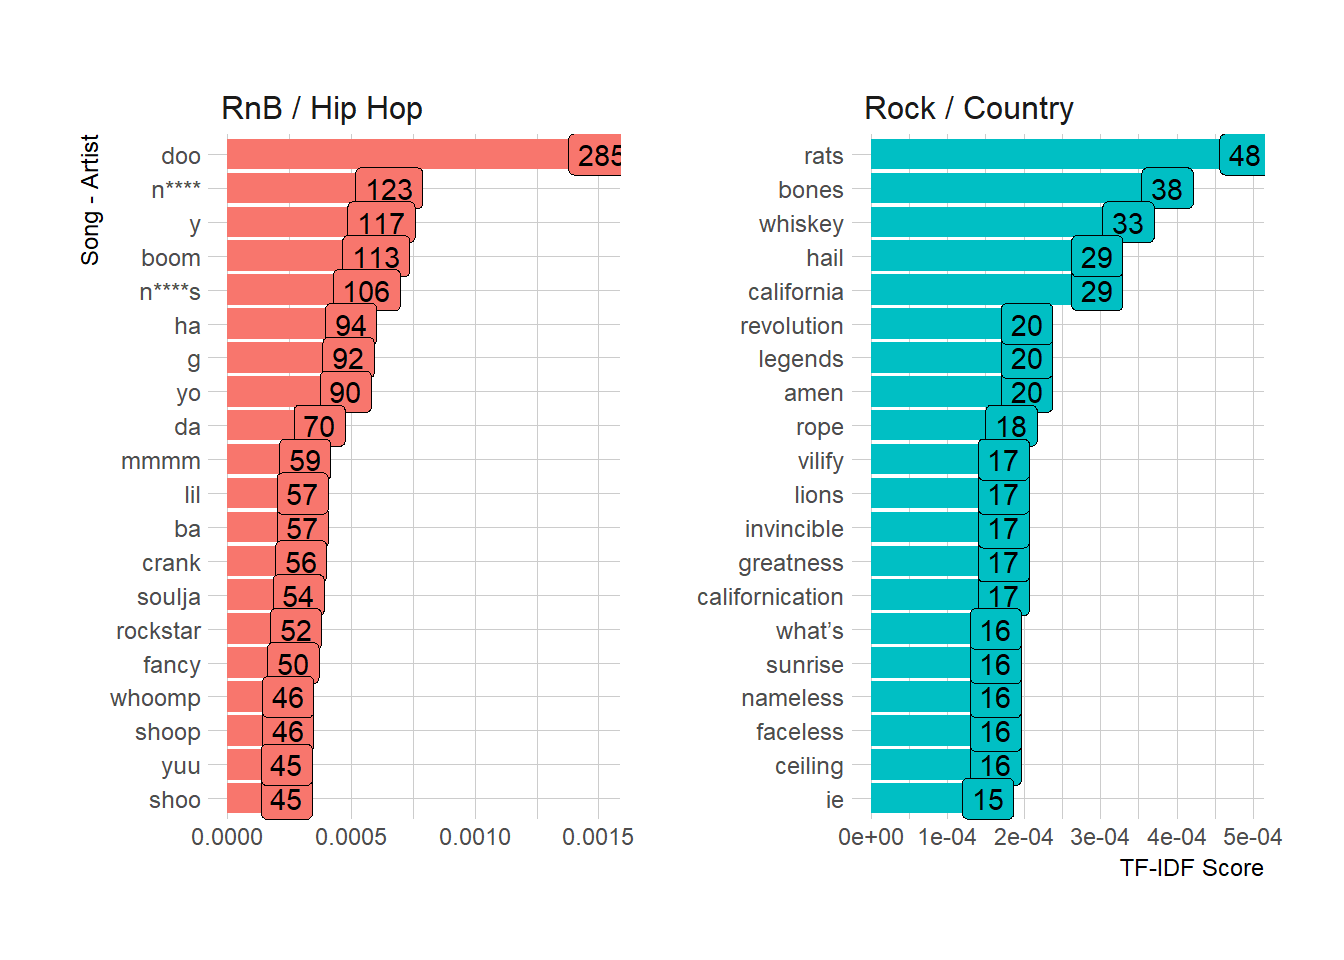 RnB / Hip Hop
Song - Artist
doo 285
n**** 123
y 117
boom 113
n****s 106
ha 94
g 92
yo 90
da 70
mmmm 59
lil 57
ba 57
crank 56
soulja 54
rockstar 52
fancy 50
whoomp 46
shoop 46
yuu 45
shoo 45
0.0000 0.0005 0.0010 0.0015
Rock / Country
rats 48
bones 38
whiskey 33
hail 29
california 29
revolution 20
legends 20
amen 20
rope 18
vilify 17
lions 17
invincible 17
greatness 17
californication 17
what’s 16
sunrise 16
nameless 16
faceless 16
ceiling 16
ie 15
0e+00 1e-04 2e-04 3e-04 4e-04 5e-04
TF-IDF Score